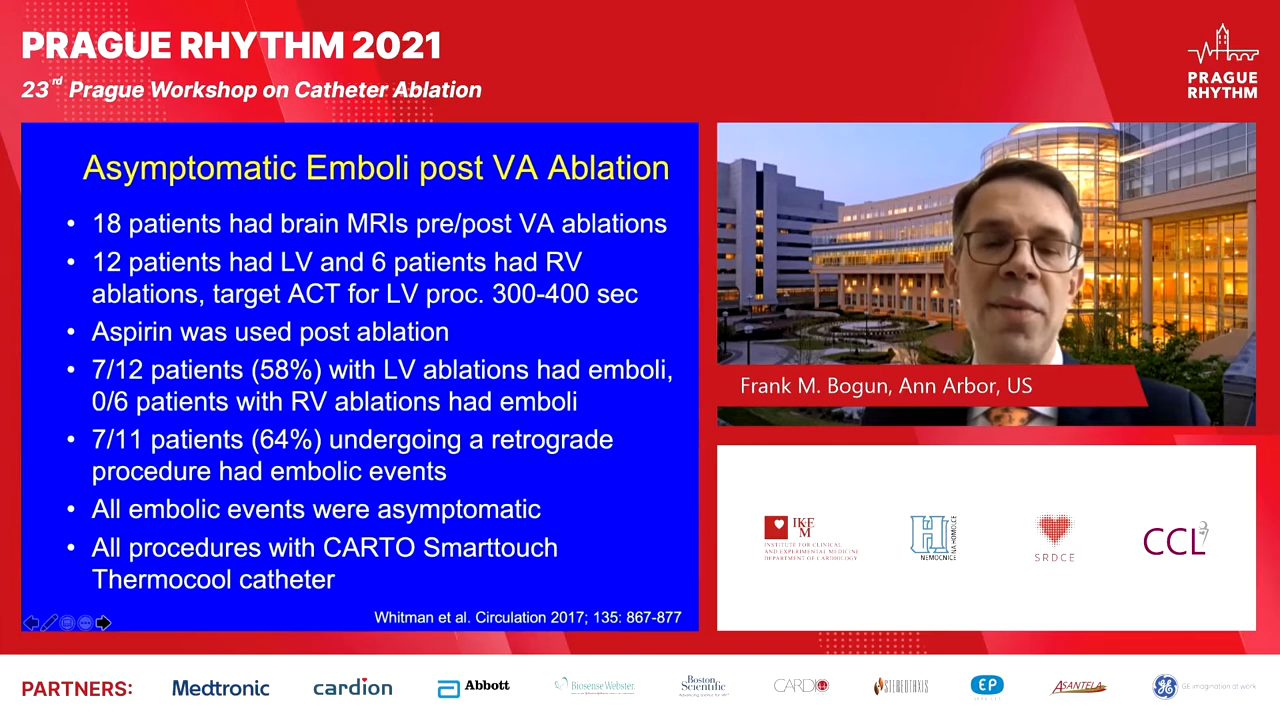 PRAGUE RHYTHM 2021
23rd Prague Workshop on Catheter Ablation
PRAGUE
RHYTHM
Asymptomatic Emboli post VA Ablation
• 18 patients had brain MRIs pre/post VA ablations
• 12 patients had LV and 6 patients had RV
ablations, target ACT for LV proc. 300-400 sec
• Aspirin was used post ablation
• 7/12 patients (58%) with LV ablations had emboli,
0/6 patients with RV ablations had emboli
• 7/11 patients (64%) undergoing a retrograde
procedure had embolic events
• All embolic events were asymptomatic
• All procedures with CARTO Smarttouch
Thermocool catheter
Whitman et al. Circulation 2017; 135: 867-877
Frank M. Bogun, Ann Arbor, US
IKE
M
INSTITUTE FOR CLINICAL
AND EXPERIMENTAL MEDICINE
DEPARTMENT OF CARDIOLOGY
H
NEMOCNICE
NA HOMOLCE
SRDCE
CCL
PARTNERS:
Medtronic
cardion
Abbott
Biosense Webster
Boston
Scientific
CARDIO
STEREOTAXIS
EP
ASANTELA
GE imagination at work